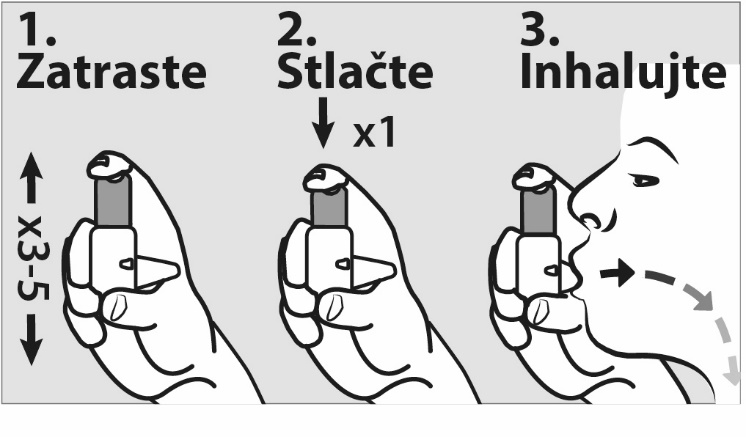 1.
Zatraste
x3-5
2.
Stlačte
x1
3.
Inhalujte